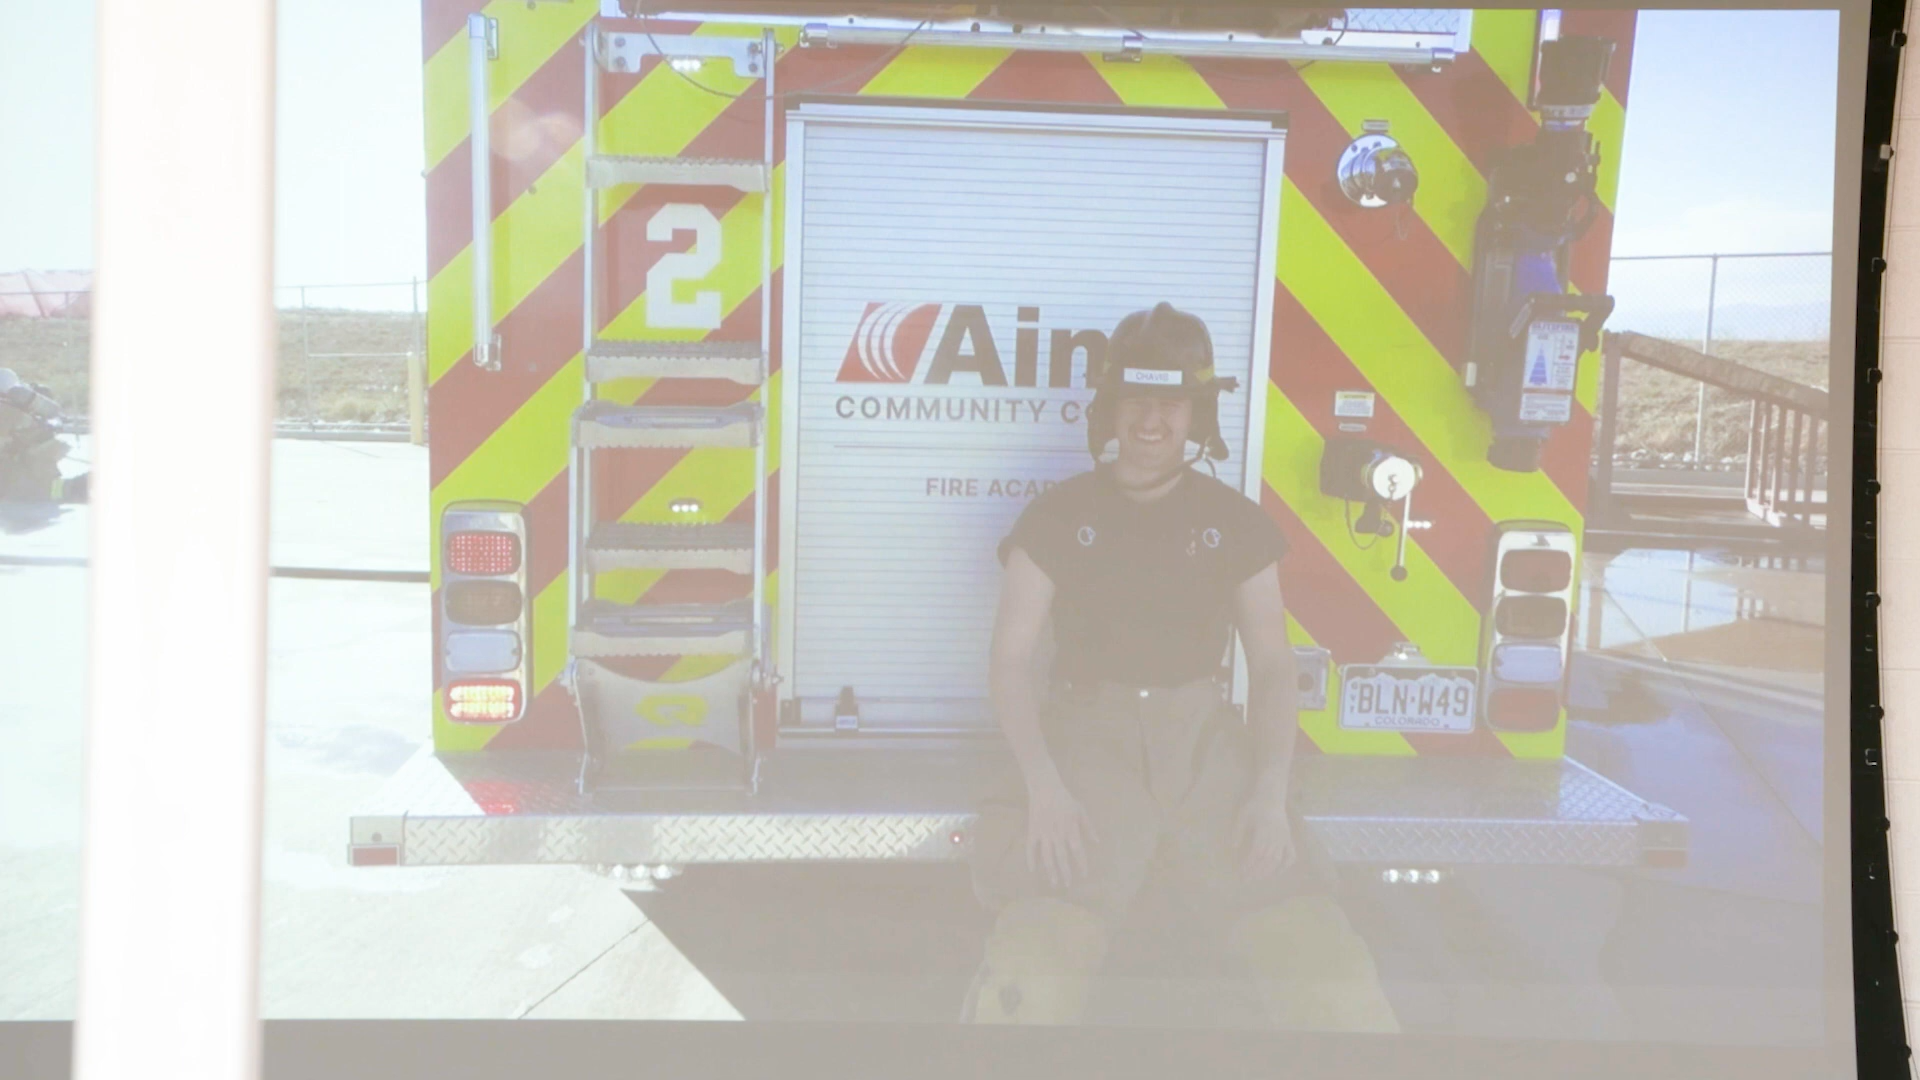 2
Ain
COMMUNITY CO
FIRE ACA
CHAVIS
BLN-W49
COLORADO